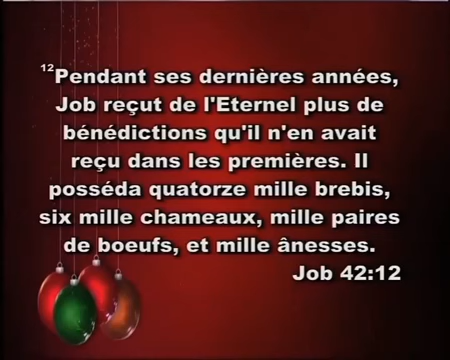 12Pendant ses dernières années,
Job reçut de l'Eternel plus de
bénédictions qu'il n'en avait
reçu dans les premières. Il
posséda quatorze mille brebis,
six mille chameaux, mille paires
de boeufs, et mille ânesses.
Job 42:12